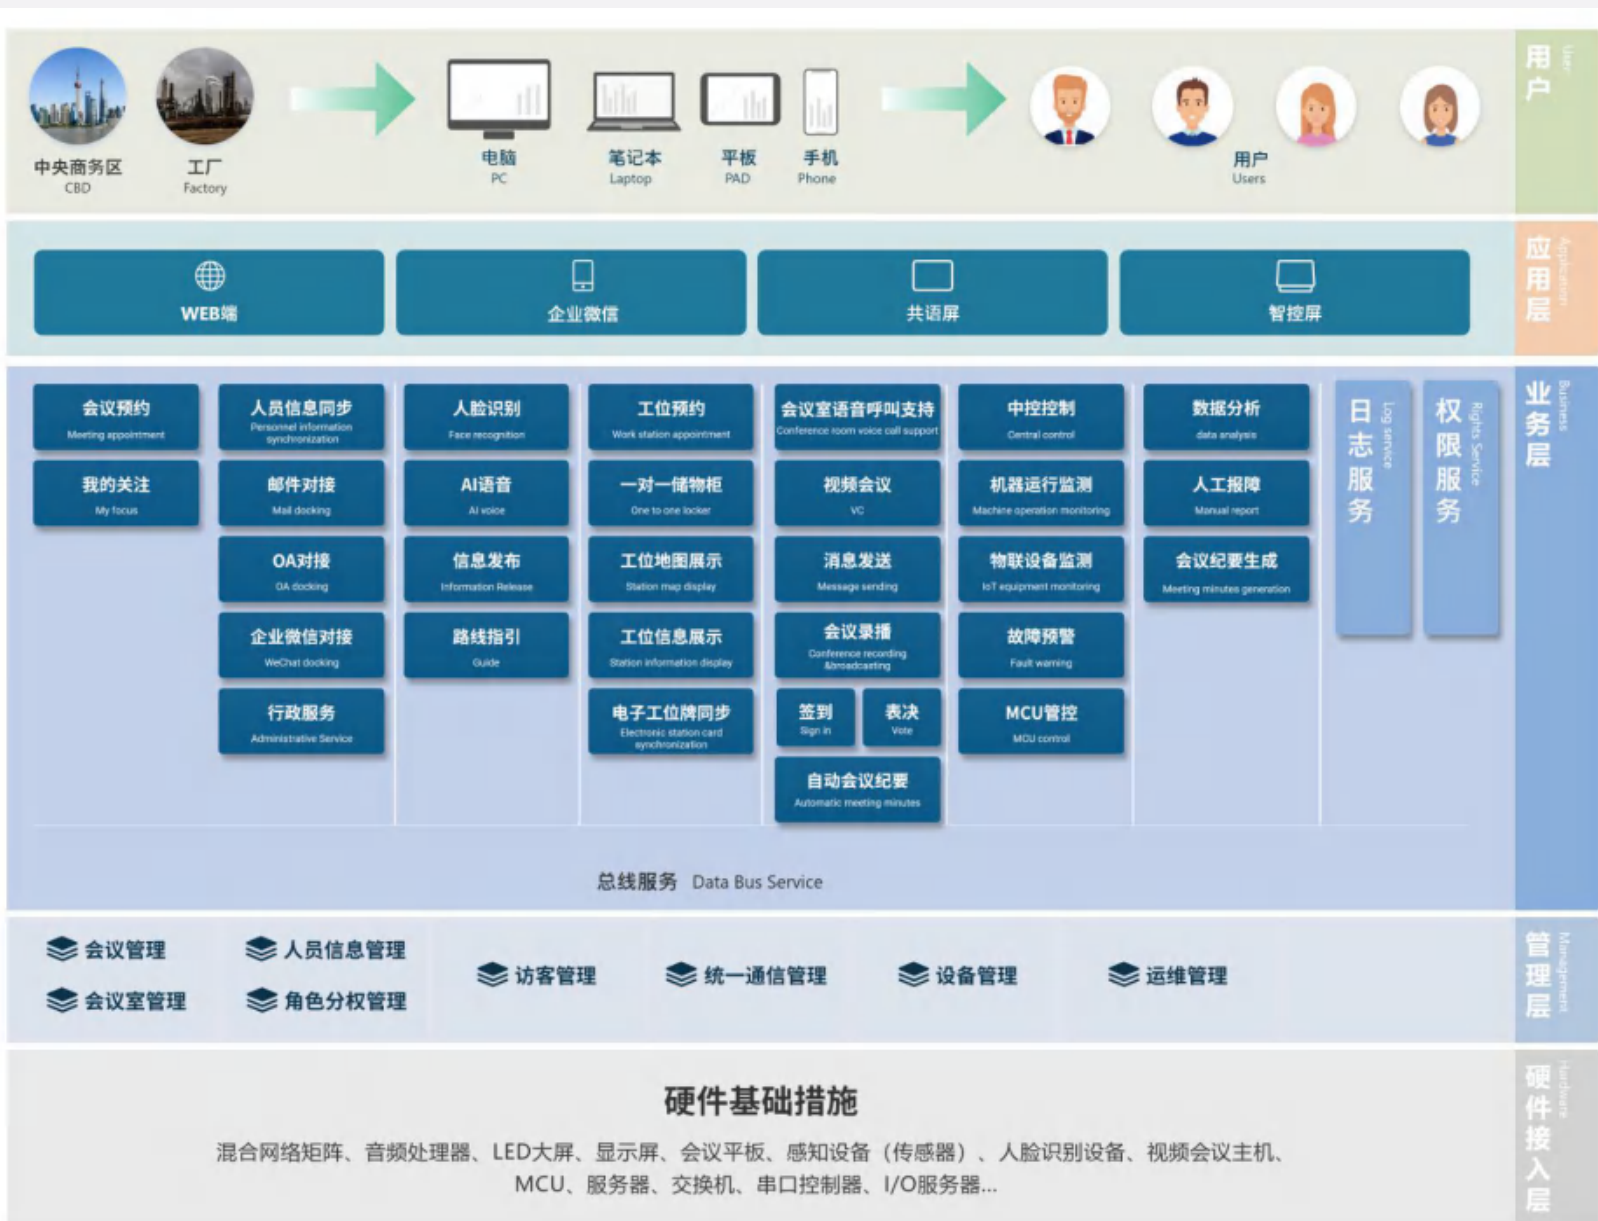 用户
User
中央商务区
CBD
工厂
Factory
电脑
PC
笔记本
Laptop
平板
PAD
手机
Phone
用户
Users
应用层
Application
WEB端
企业微信
共语屏
智控屏
业务层
Business
会议预约
Meeting appointment
我的关注
My focus
人员信息同步
Personnel information
synchronization
邮件对接
Mail docking
OA对接
OA docking
企业微信对接
WeChat docking
行政服务
Administrative Service
人脸识别
Face recognition
AI语音
AI voice
信息发布
Information Release
路线指引
Guide
工位预约
Work station appointment
一对一储物柜
One to one locker
工位地图展示
Station map display
工位信息展示
Station information display
电子工位牌同步
Electronic station card
synchronization
会议室语音呼叫支持
Conference room voice call support
视频会议
VC
消息发送
Message sending
会议录播
Conference recording
&broadcasting
签到
Sign in
表决
Vote
自动会议纪要
Automatic meeting minutes
中控控制
Central control
机器运行监测
Machine operation monitoring
物联设备监测
IoT equipment monitoring
故障预警
Fault warning
MCU管控
MCU control
数据分析
data analysis
人工报障
Manual report
会议纪要生成
Meeting minutes generation
日志服务
Log service
权限服务
Rights Service
总线服务 Data Bus Service
管理层
Management
会议管理
会议室管理
人员信息管理
角色分权管理
访客管理
统一通信管理
设备管理
运维管理
硬件接入层
Hardware
硬件基础措施
混合网络矩阵、音频处理器、LED大屏、显示屏、会议平板、感知设备（传感器）、人脸识别设备、视频会议主机、
MCU、服务器、交换机、串口控制器、I/O服务器...